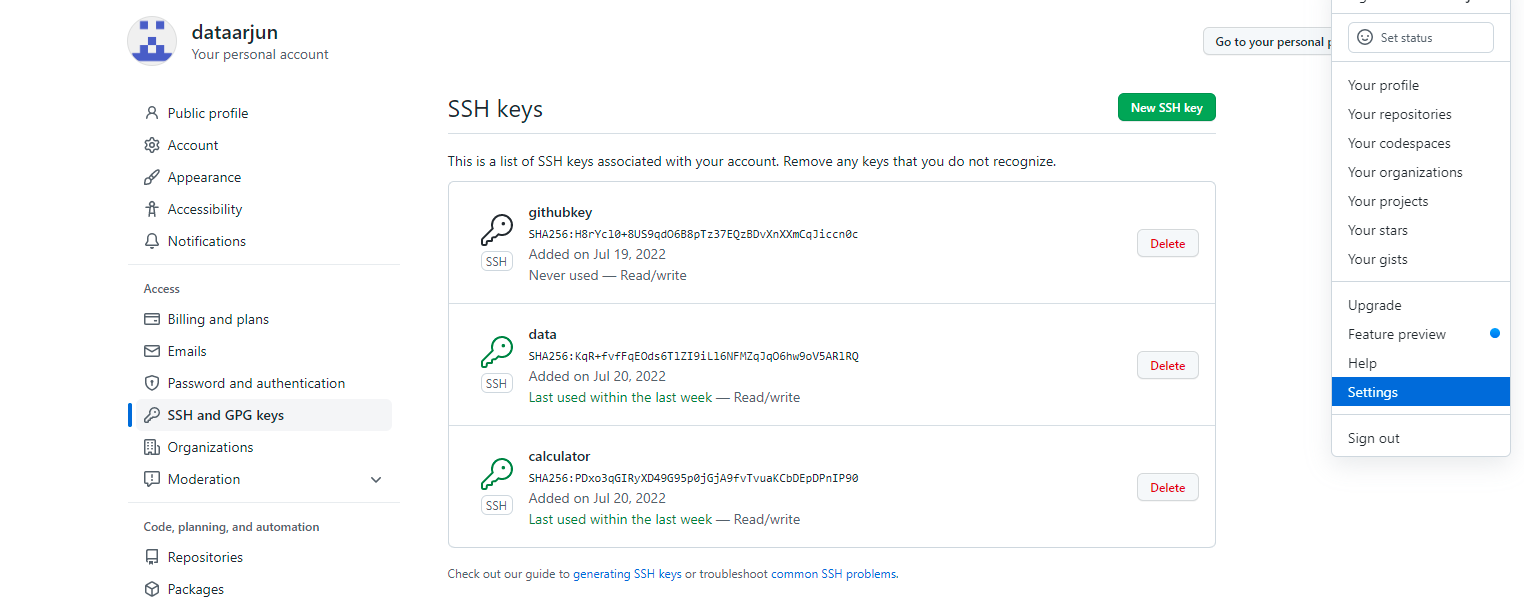 dataarjun
Your personal account
Go to your personal
Set status
Public profile
Account
Appearance
Accessibility
Notifications
Access
Billing and plans
Emails
Password and authentication
SSH and GPG keys
Organizations
Moderation
Code, planning, and automation
Repositories
Packages
SSH keys
New SSH key
This is a list of SSH keys associated with your account. Remove any keys that you do not recognize.
githubkey
SHA256:H8rYc10+8US9qdO6B8pTz37EQzBDvXnXXmCqJiccn0c
Added on Jul 19, 2022
Never used — Read/write
SSH
Delete
data
SHA256:KqR+fvfFqEOds6TlZI9iLl6NFMZqJqO6hw9oV5ARlRQ
Added on Jul 20, 2022
Last used within the last week — Read/write
SSH
Delete
calculator
SHA256:PDxo3qGIRyXD49G95p0jGjA9fvTvuaKCbDEpDPnIP90
Added on Jul 20, 2022
Last used within the last week — Read/write
SSH
Delete
Check out our guide to generating SSH keys or troubleshoot common SSH problems.
Your profile
Your repositories
Your codespaces
Your organizations
Your projects
Your stars
Your gists
Upgrade
Feature preview
Help
Settings
Sign out